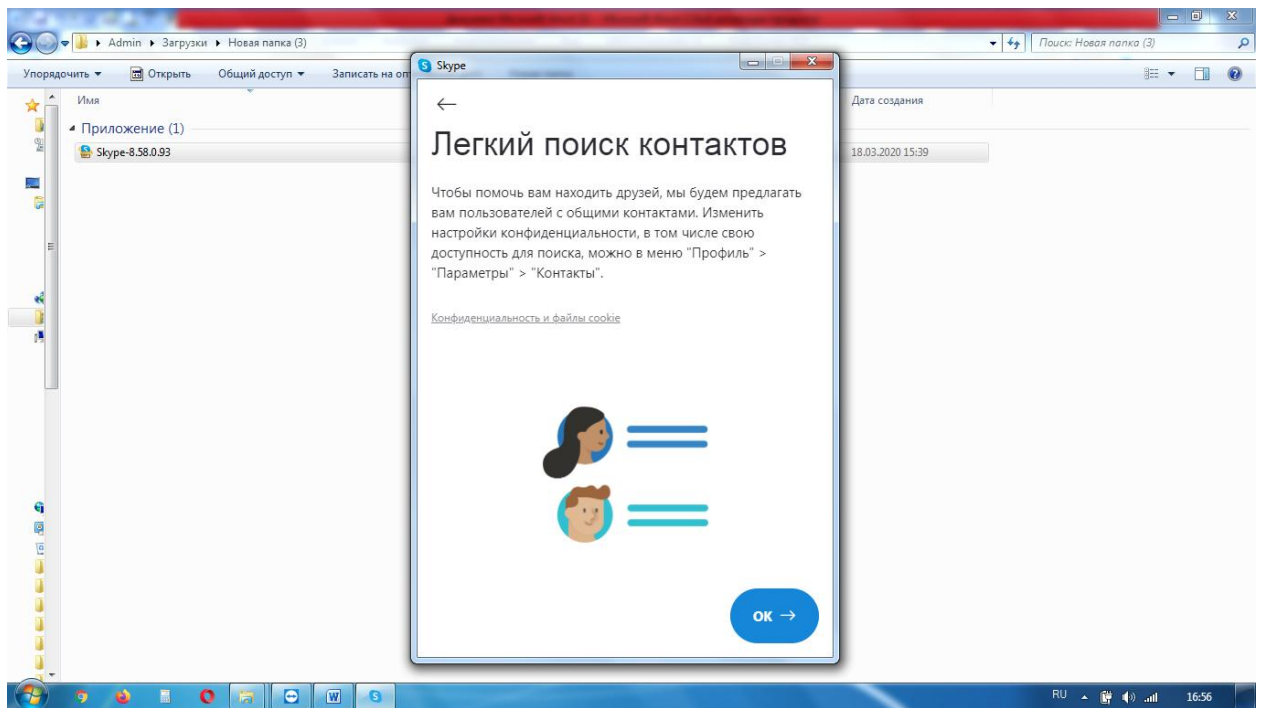 Admin ▸ Загрузки ▸ Новая папка (3)
Поиск: Новая папка (3)
Упорядочить
Открыть
Общий доступ
Записать на оп
Имя
Дата создания
Приложение (1)
Skype-8.58.0.93
18.03.2020 15:39
Skype
Легкий поиск контактов
Чтобы помочь вам находить друзей, мы будем предлагать
вам пользователей с общими контактами. Изменить
настройки конфиденциальности, в том числе свою
доступность для поиска, можно в меню "Профиль" >
"Параметры" > "Контакты".
Конфиденциальность и файлы cookie
ОК →
RU
16:56